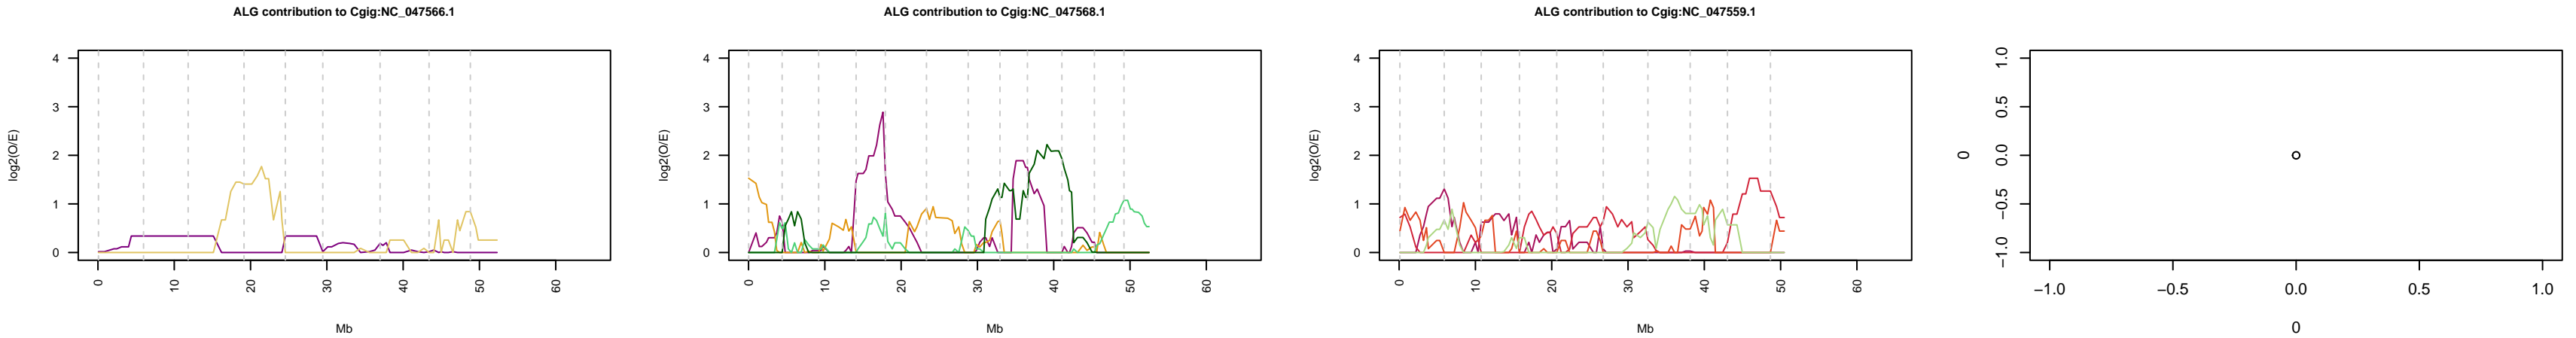 ALG contribution to Cgig:NC_047566.1
log2(O/E)
4
3
2
1
0
0 10 20 30 40 50 60
Mb
ALG contribution to Cgig:NC_047568.1
log2(O/E)
4
3
2
1
0
0 10 20 30 40 50 60
Mb
ALG contribution to Cgig:NC_047559.1
log2(O/E)
4
3
2
1
0
0 10 20 30 40 50 60
Mb
0
1.0
0.5
0.0
−0.5
−1.0
−1.0 −0.5 0.0 0.5 1.0
0